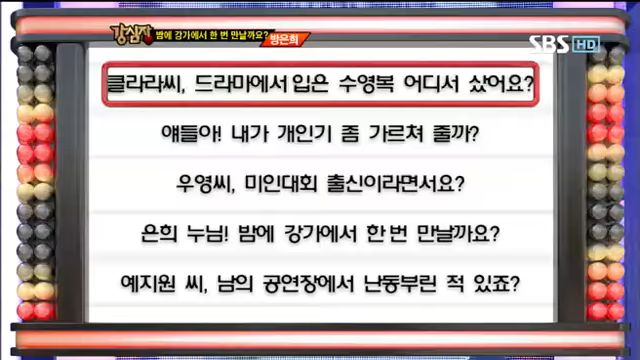 강심장 밤에 강가에서 한 번 만날까요? 방은희
SBS HD
클라라씨, 드라마에서 입은 수영복 어디서 샀어요?
얘들아! 내가 개인기 좀 가르쳐 줄까?
우영씨, 미인대회 출신이라면서요?
은희 누님! 밤에 강가에서 한 번 만날까요?
예지원 씨, 남의 공연장에서 난동부린 적 있죠?